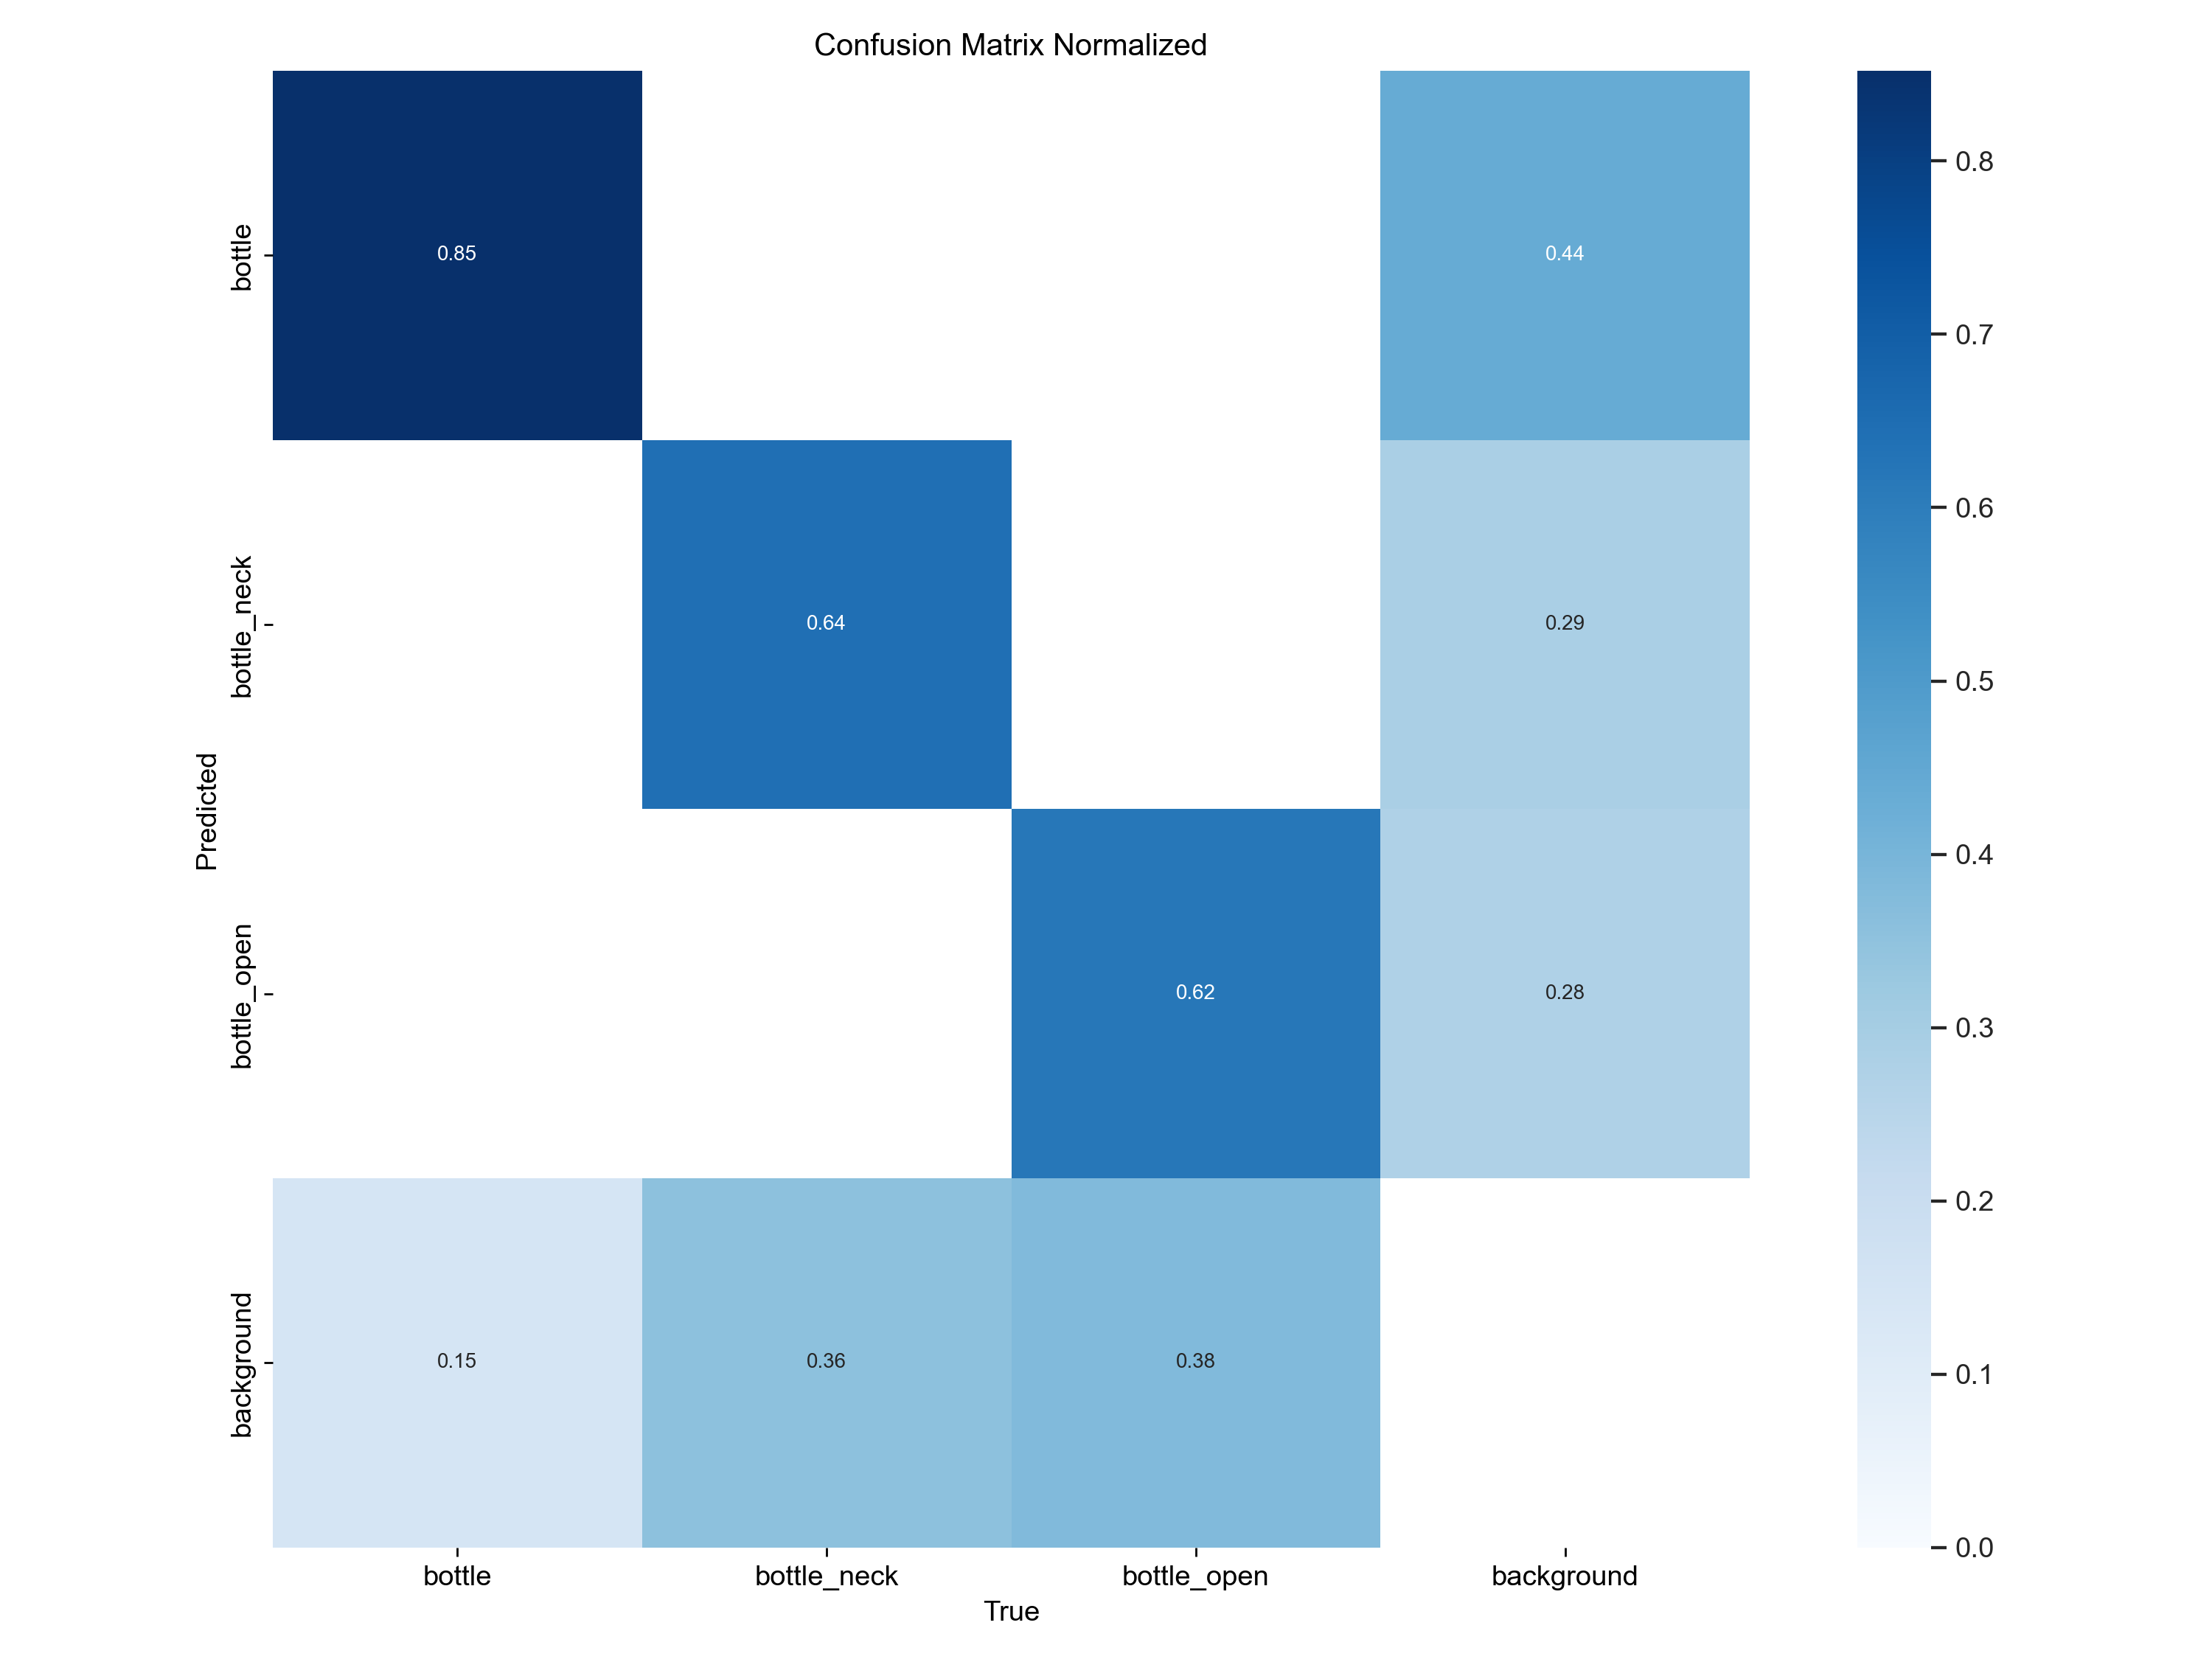 Confusion Matrix Normalized
bottle
0.85
0.44
bottle_neck
0.64
0.29
bottle_open
0.62
0.28
background
0.15
0.36
0.38
Predicted
bottle
bottle_neck
bottle_open
background
True
0.8
0.7
0.6
0.5
0.4
0.3
0.2
0.1
0.0